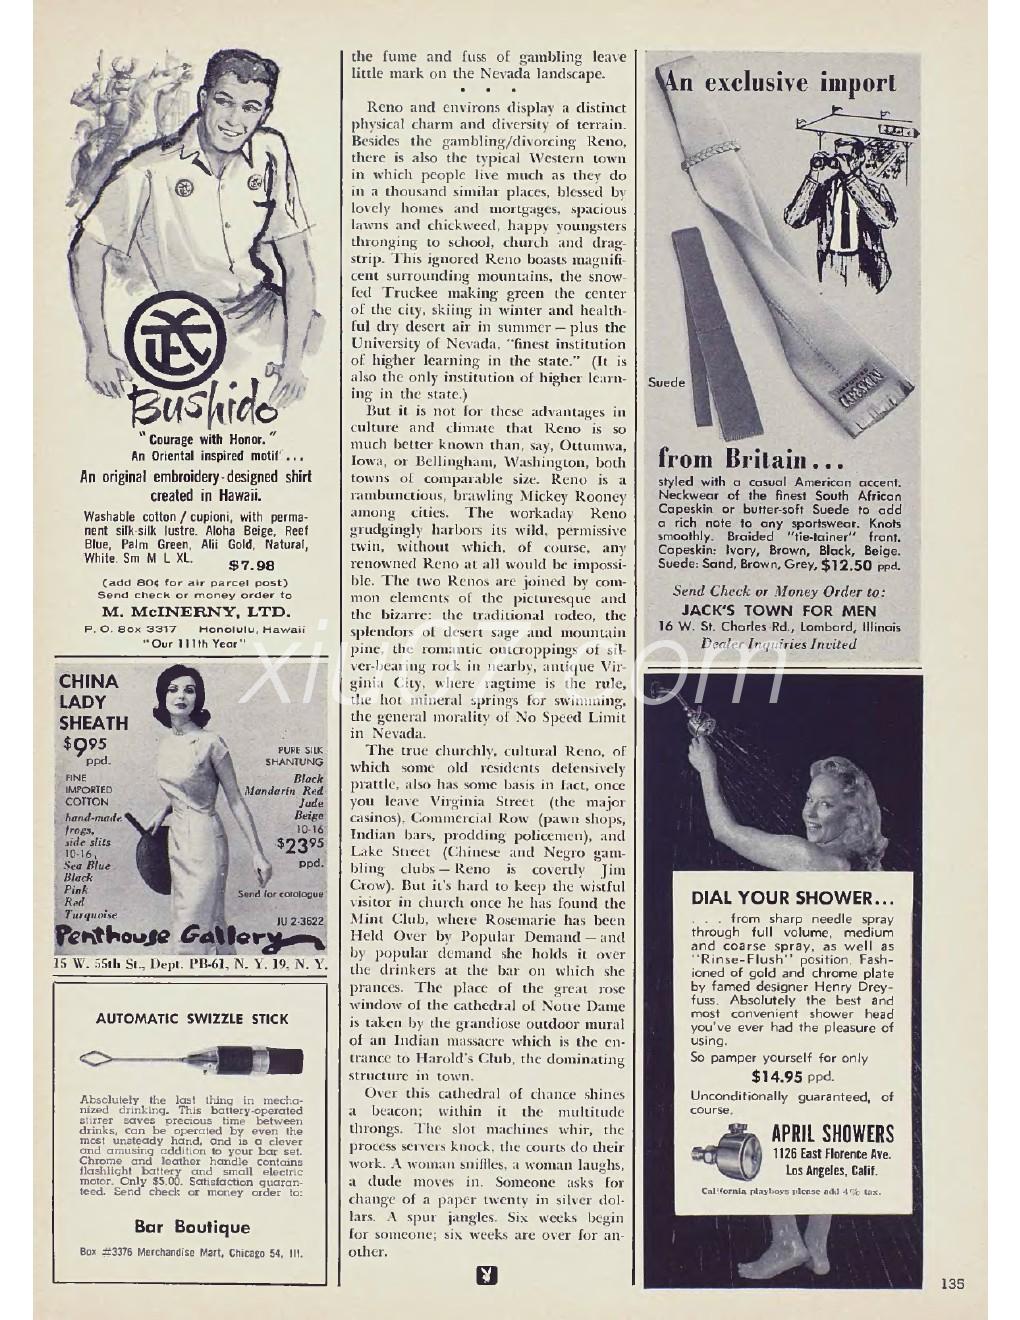 Bushido
"Courage with Honor."
An Oriental inspired motif ...
An original embroidery-designed shirt
created in Hawaii.
Washable cotton / cupioni, with perma-
nent silk-silk lustre. Aloha Beige, Reef
Blue, Palm Green, Alii Gold, Natural,
White. Sm M L XL.
$7.98
(add 80¢ for air parcel post)
Send check or money order to
M. McINERNY, LTD.
P. O. Box 3317 Honolulu, Hawaii
"Our 111th Year"
CHINA
LADY
SHEATH
$9.95
ppd.
FINE
IMPORTED
COTTON
hand-made
frogs,
side slits
10-16,
Sea Blue
Black
Pink
Red
Turquoise
PURE SILK
SHANTUNG
Black
Mandarin Red
Jade
Beige
10-16
$23.95
ppd.
Send for catalogue
JU 2-3622
Penthouse Gallery
15 W. 55th St., Dept. PB-61, N. Y. 19, N. Y.
AUTOMATIC SWIZZLE STICK
Absolutely the last thing in mecha-
nized drinking. This battery-operated
stirrer saves precious time between
drinks, can be operated by even the
most unsteady hand, and is a clever
and amusing addition to your bar set.
Chrome and leather handle contains
flashlight battery and small electric
motor. Only $5.00. Satisfaction guaran-
teed. Send check or money order to:
Bar Boutique
Box #3376 Merchandise Mart, Chicago 54, Ill.
the fume and fuss of gambling leave
little mark on the Nevada landscape.
• • •
Reno and environs display a distinct
physical charm and diversity of terrain.
Besides the gambling/divorcing Reno,
there is also the typical Western town
in which people live much as they do
in a thousand similar places, blessed by
lovely homes and mortgages, spacious
lawns and chickweed, happy youngsters
thronging to school, church and drag-
strip. This ignored Reno boasts magnifi-
cent surrounding mountains, the snow-
fed Truckee making green the center
of the city, skiing in winter and health-
ful dry desert air in summer — plus the
University of Nevada, "finest institution
of higher learning in the state." (It is
also the only institution of higher learn-
ing in the state.)
But it is not for these advantages in
culture and climate that Reno is so
much better known than, say, Ottumwa,
Iowa, or Bellingham, Washington, both
towns of comparable size. Reno is a
rambunctious, brawling Mickey Rooney
among cities. The workaday Reno
grudgingly harbors its wild, permissive
twin, without which, of course, any
renowned Reno at all would be impossi-
ble. The two Renos are joined by com-
mon elements of the picturesque and
the bizarre: the traditional rodeo, the
splendors of desert sage and mountain
pine, the romantic outcroppings of sil-
ver-bearing rock in nearby, antique Vir-
ginia City, where ragtime is the rule,
the hot mineral springs for swimming,
the general morality of No Speed Limit
in Nevada.
The true churchly, cultural Reno, of
which some old residents defensively
prattle, also has some basis in fact, once
you leave Virginia Street (the major
casinos), Commercial Row (pawn shops,
Indian bars, prodding policemen), and
Lake Street (Chinese and Negro gam-
bling clubs — Reno is covertly Jim
Crow). But it's hard to keep the wistful
visitor in church once he has found the
Mint Club, where Rosemarie has been
Held Over by Popular Demand — and
by popular demand she holds it over
the drinkers at the bar on which she
prances. The place of the great rose
window of the cathedral of Notre Dame
is taken by the grandiose outdoor mural
of an Indian massacre which is the en-
trance to Harold's Club, the dominating
structure in town.
Over this cathedral of chance shines
a beacon; within it the multitude
throngs. The slot machines whir, the
process servers knock, the courts do their
work. A woman sniffles, a woman laughs,
a dude moves in. Someone asks for
change of a paper twenty in silver dol-
lars. A spur jangles. Six weeks begin
for someone; six weeks are over for an-
other.
An exclusive import
Suede
CAPESKIN
from Britain...
styled with a casual American accent.
Neckwear of the finest South African
Capeskin or butter-soft Suede to add
a rich note to any sportswear. Knots
smoothly. Braided "tie-tainer" front.
Capeskin: Ivory, Brown, Black, Beige.
Suede: Sand, Brown, Grey, $12.50 ppd.
Send Check or Money Order to:
JACK'S TOWN FOR MEN
16 W. St. Charles Rd., Lombard, Illinois
Dealer Inquiries Invited
DIAL YOUR SHOWER...
. . . from sharp needle spray
through full volume, medium
and coarse spray, as well as
"Rinse-Flush" position. Fash-
ioned of gold and chrome plate
by famed designer Henry Drey-
fuss. Absolutely the best and
most convenient shower head
you've ever had the pleasure of
using.
So pamper yourself for only
$14.95 ppd.
Unconditionally guaranteed, of
course.
APRIL SHOWERS
1126 East Florence Ave.
Los Angeles, Calif.
California playboys please add 4% tax.
135
xiu67.com